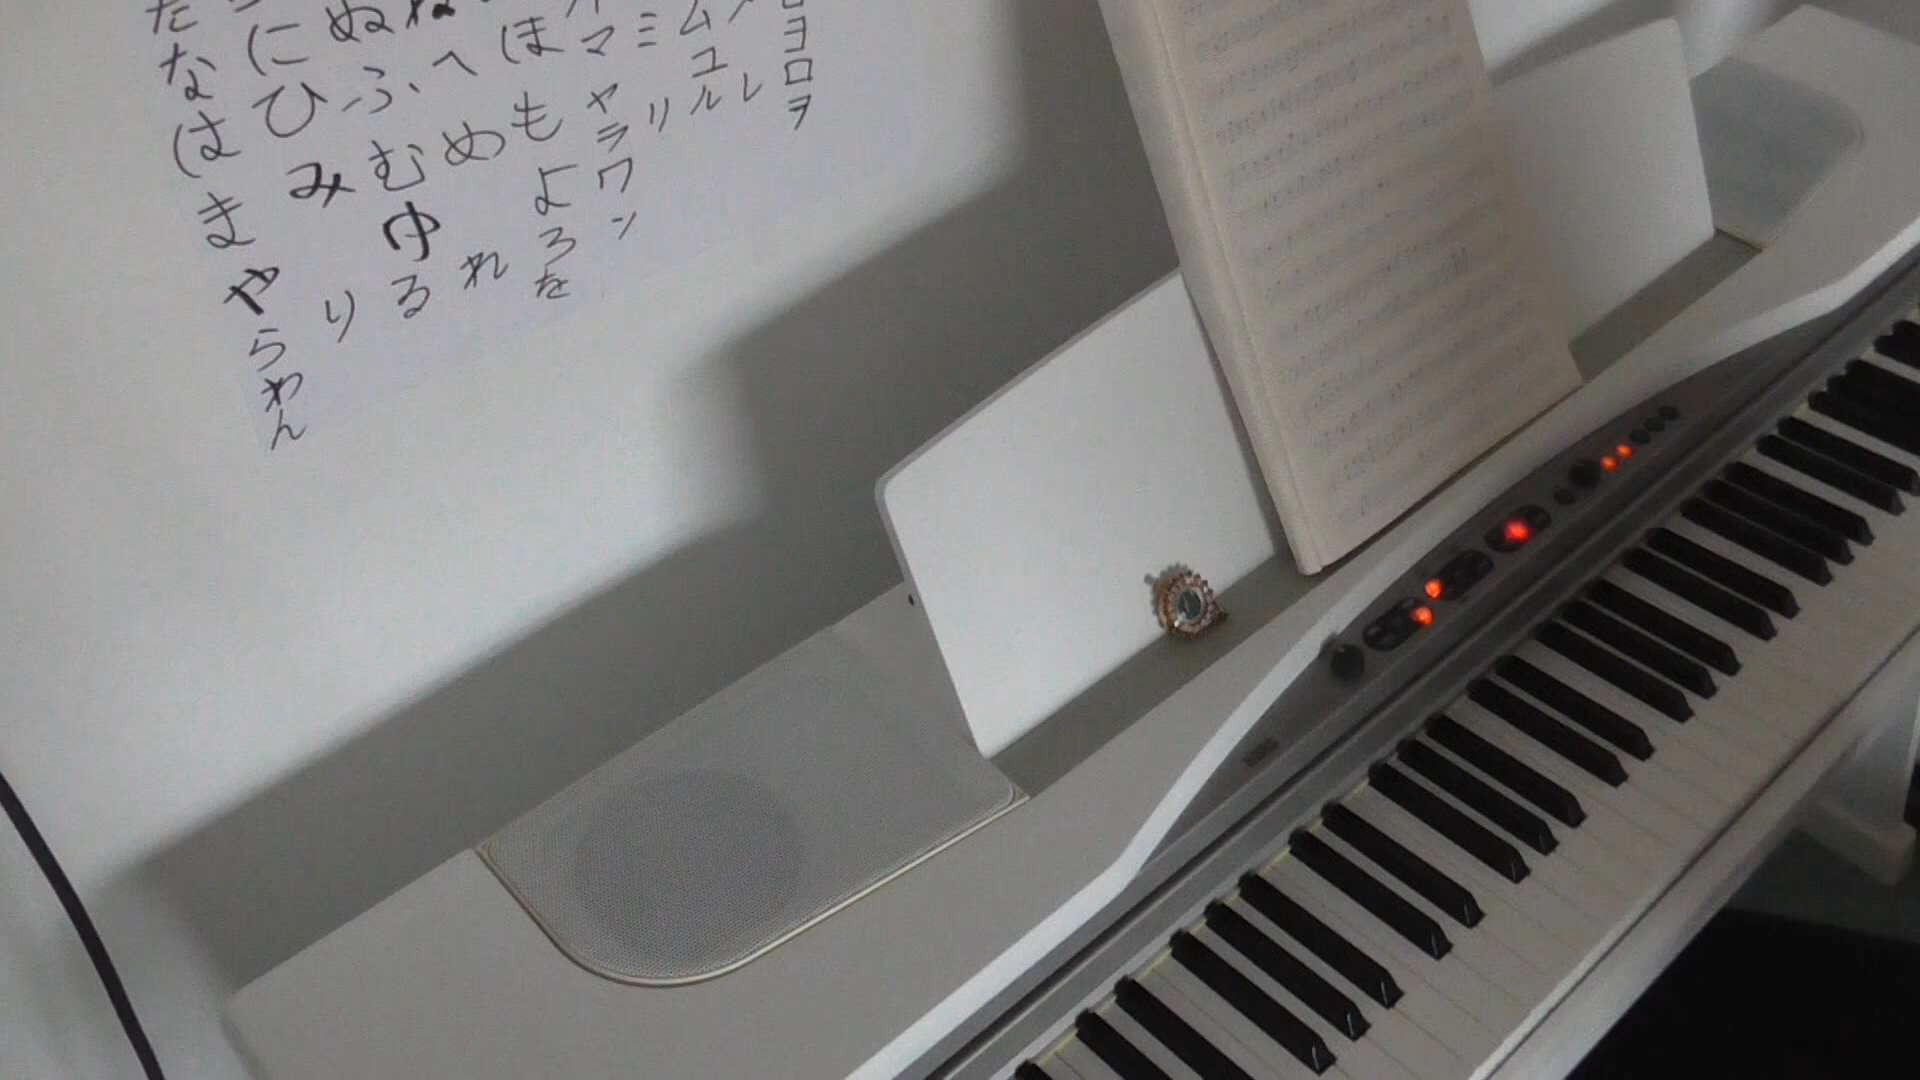 に ぬ ね
な ひ ふ へ ほ マ ミ ム ヨ
は み む め も ヤ ユ ロ
ま ゆ よ ラ リ ル レ ヲ
や り る れ ろ ワ
ら を ン
わ
ん